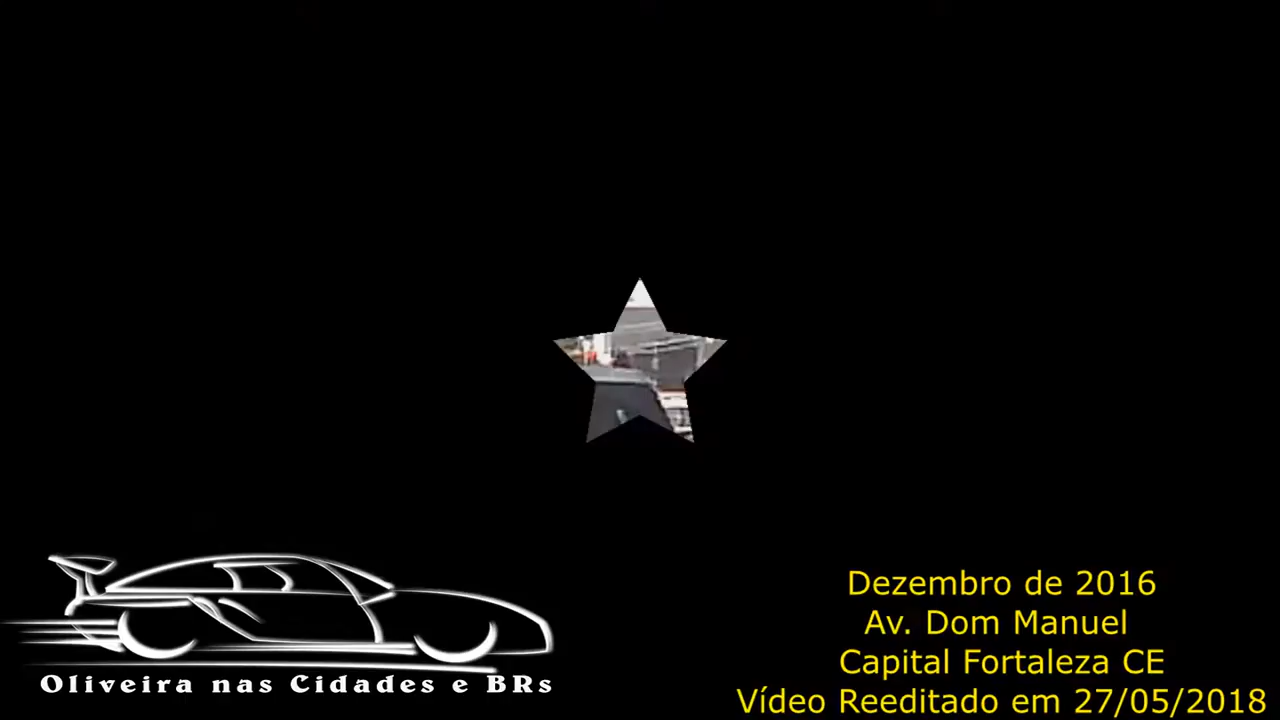 Dezembro de 2016
Av. Dom Manuel
Capital Fortaleza CE
Vídeo Reeditado em 27/05/2018
Oliveira nas Cidades e BRs